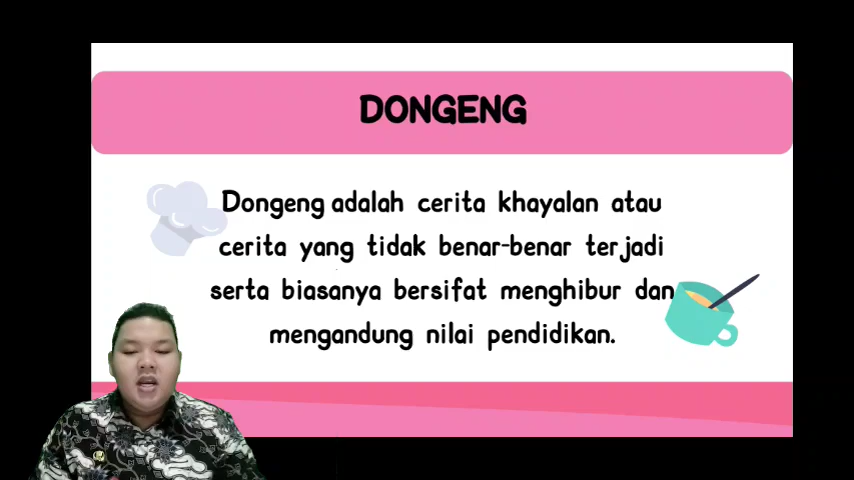 DONGENG
Dongeng adalah cerita khayalan atau
cerita yang tidak benar-benar terjadi
serta biasanya bersifat menghibur dan
mengandung nilai pendidikan.